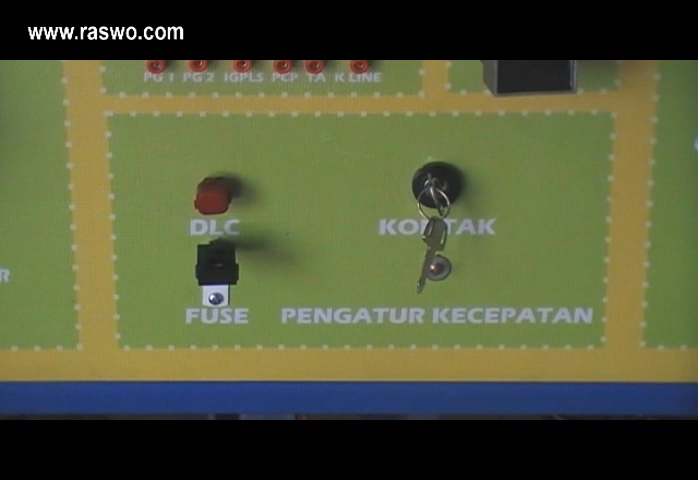 www.raswo.com
PG 1 PG 2 IGPLS PCP TA K LINE
DLC
KONTAK
R
FUSE
PENGATUR KECEPATAN